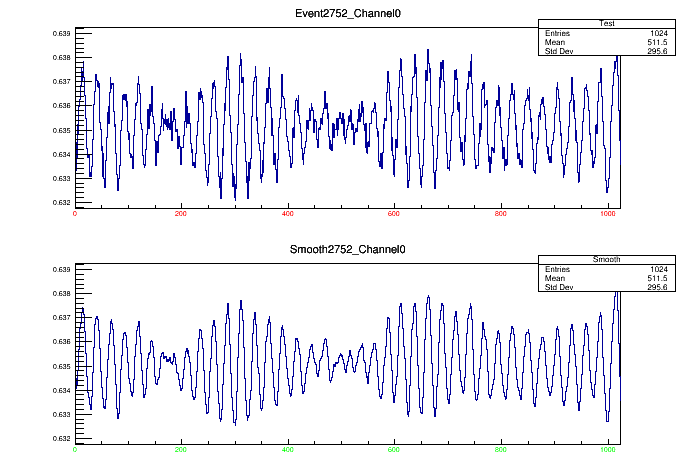 Event2752_Channel0
Test
Entries 1024
Mean 511.5
Std Dev 295.6
0.639
0.638
0.637
0.636
0.635
0.634
0.633
0.632
0 200 400 600 800 1000
Smooth2752_Channel0
Smooth
Entries 1024
Mean 511.5
Std Dev 295.6
0.639
0.638
0.637
0.636
0.635
0.634
0.633
0.632
0 200 400 600 800 1000